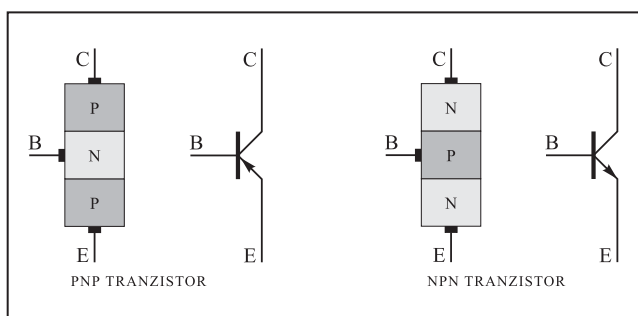 C C C C
P N
B N B B P B
P N
E E E E
PNP TRANZISTOR NPN TRANZISTOR